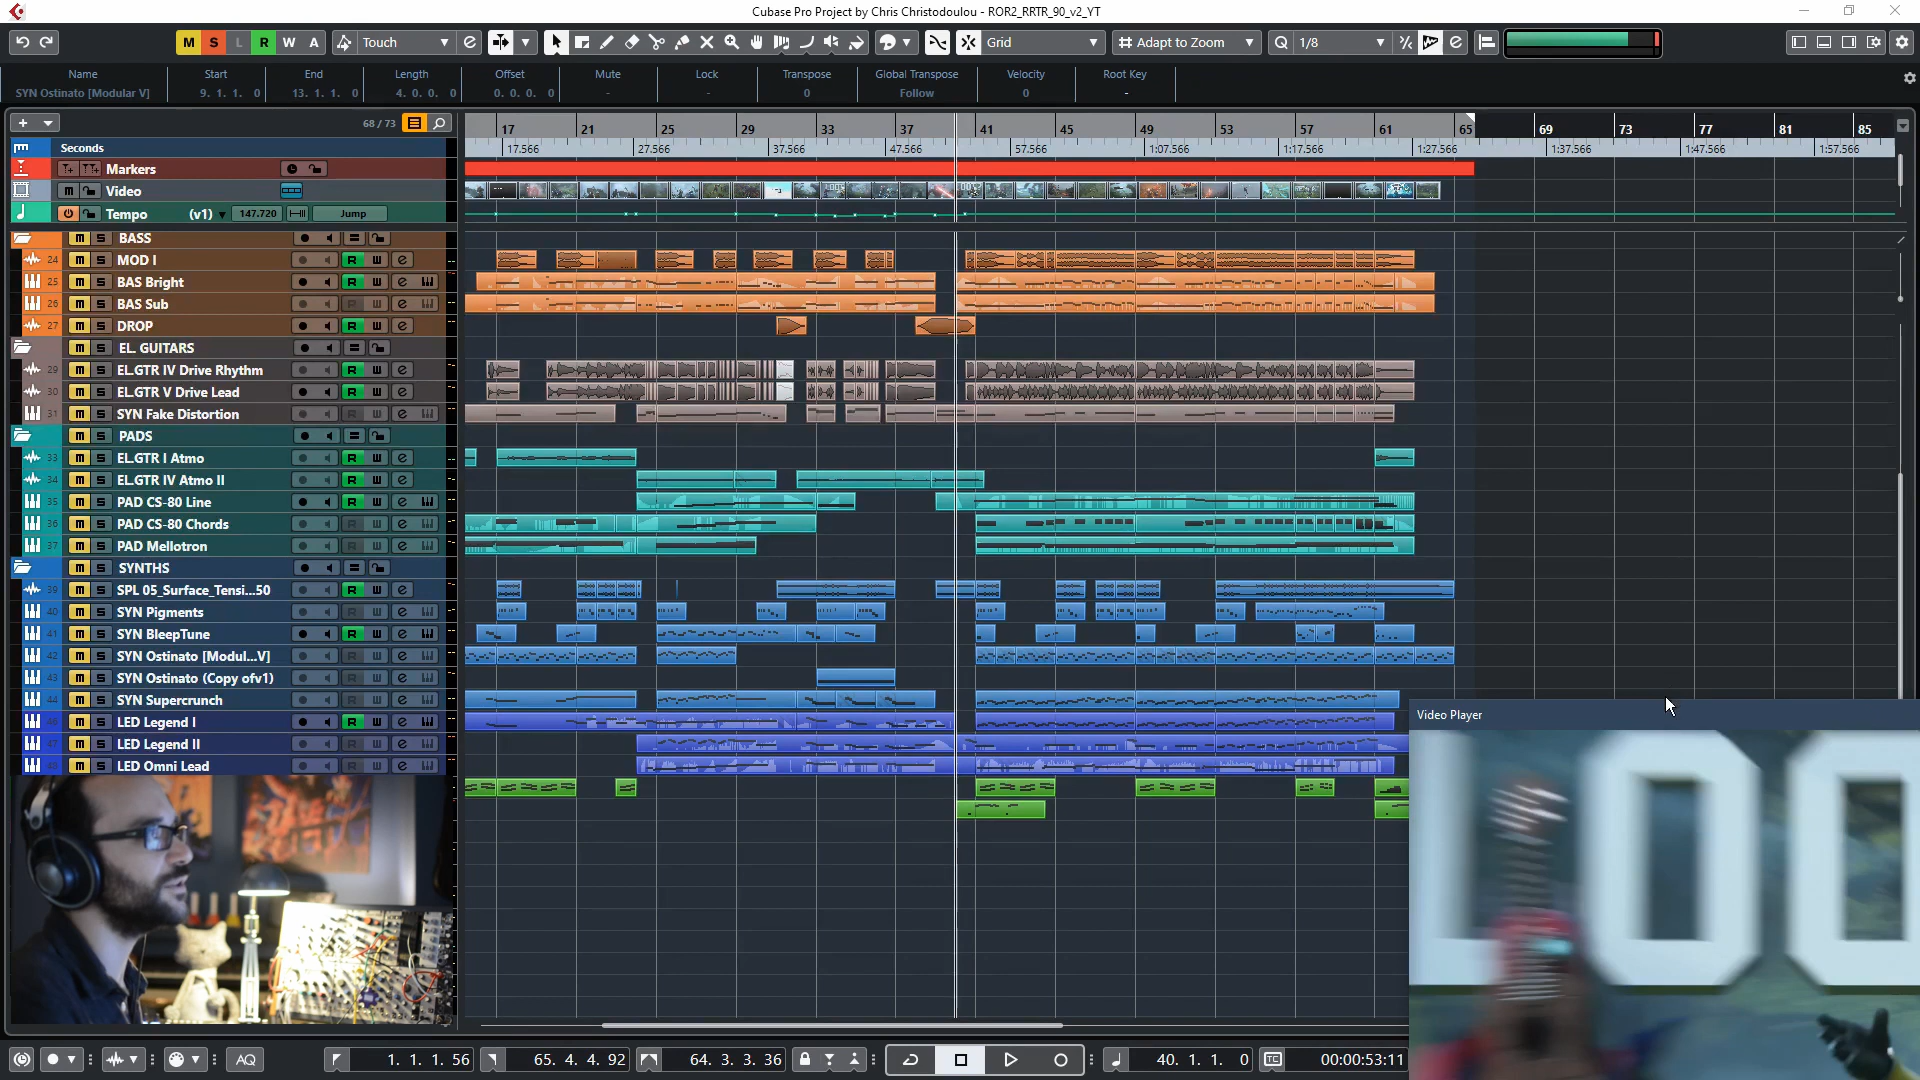 Cubase Pro Project by Chris Christodoulou - ROR2_RRTR_90_v2_YT
M S L R W A Touch Grid Adapt to Zoom Q 1/8
Name Start End Length Offset Mute Lock Transpose Global Transpose Velocity Root Key
SYN Ostinato [Modular V] 9. 1. 1. 0 13. 1. 1. 0 4. 0. 0. 0 0. 0. 0. 0 - - 0 Follow 0 -
68 / 73
17 21 25 29 33 37 41 45 49 53 57 61 65 69 73 77 81 85
Seconds
17.566 27.566 37.566 47.566 57.566 1:07.566 1:17.566 1:27.566 1:37.566 1:47.566 1:57.566
Markers
Video
Tempo (v1) 147.720 Jump
BASS
24 MOD I
25 BAS Bright
26 BAS Sub
27 DROP
EL. GUITARS
29 EL.GTR IV Drive Rhythm
30 EL.GTR V Drive Lead
31 SYN Fake Distortion
PADS
33 EL.GTR I Atmo
34 EL.GTR IV Atmo II
35 PAD CS-80 Line
36 PAD CS-80 Chords
37 PAD Mellotron
SYNTHS
39 SPL 05_Surface_Tensi...50
40 SYN Pigments
41 SYN BleepTune
42 SYN Ostinato [Modul...V]
43 SYN Ostinato (Copy ofv1)
44 SYN Supercrunch
46 LED Legend I
47 LED Legend II
48 LED Omni Lead
Video Player
AQ 1. 1. 1. 56 65. 4. 4. 92 64. 3. 3. 36 40. 1. 1. 0 TC 00:00:53:11